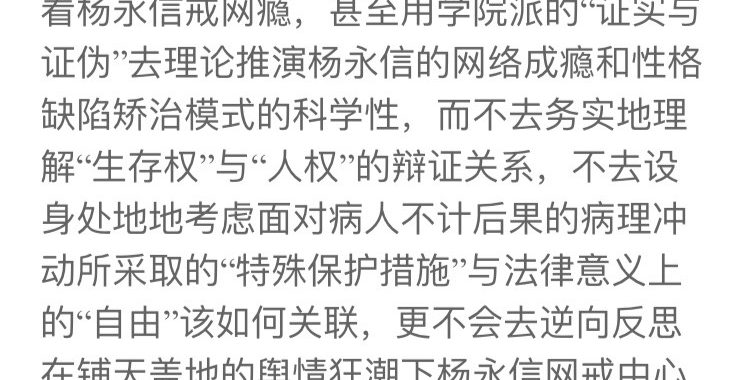 看杨永信戒网瘾，甚至用学院派的“证实与
证伪”去理论推演杨永信的网络成瘾和性格
缺陷矫治模式的科学性，而不去务实地理
解“生存权”与“人权”的辩证关系，不去设
身处地地考虑面对病人不计后果的病理冲
动所采取的“特殊保护措施”与法律意义上
的“自由”该如何关联，更不会去逆向反思
在铺天盖地的舆情狂潮下杨永信网戒中心